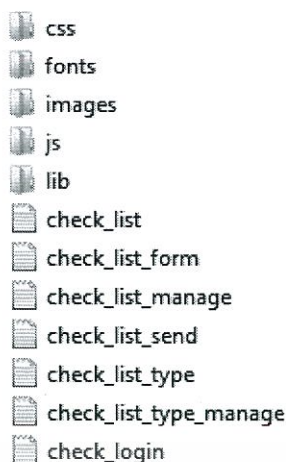 css
fonts
images
js
lib
check_list
check_list_form
check_list_manage
check_list_send
check_list_type
check_list_type_manage
check_login